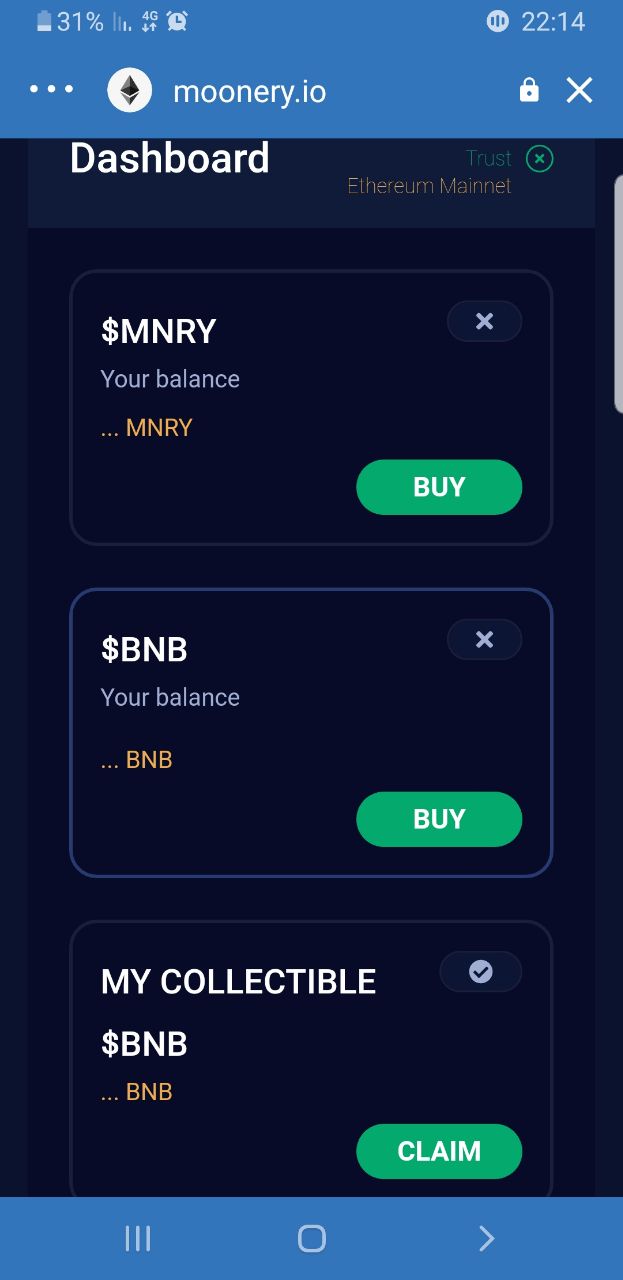 31% 4G 22:14
moonery.io
Dashboard
Trust
Ethereum Mainnet
$MNRY
Your balance
... MNRY
BUY
$BNB
Your balance
... BNB
BUY
MY COLLECTIBLE
$BNB
... BNB
CLAIM